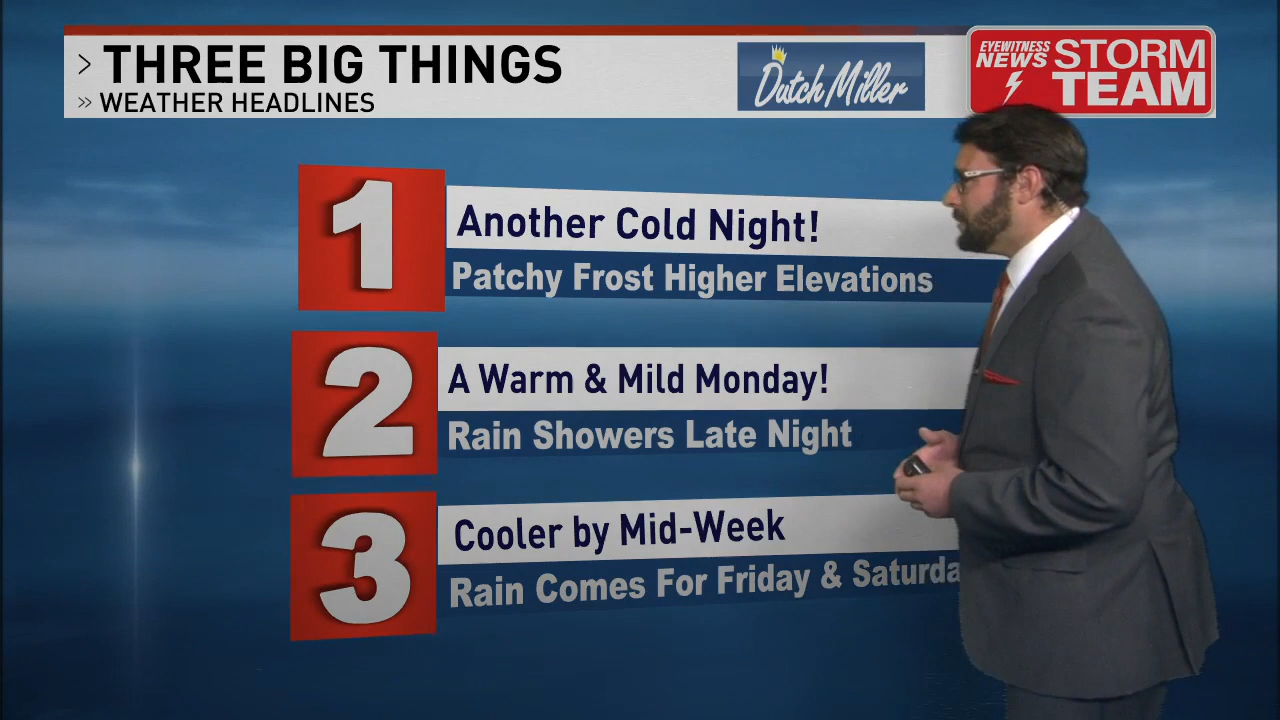 > THREE BIG THINGS
» WEATHER HEADLINES
Dutch Miller
EYEWITNESS
NEWS
STORM
TEAM
1
Another Cold Night!
Patchy Frost Higher Elevations
2
A Warm & Mild Monday!
Rain Showers Late Night
3
Cooler by Mid-Week
Rain Comes For Friday & Saturda